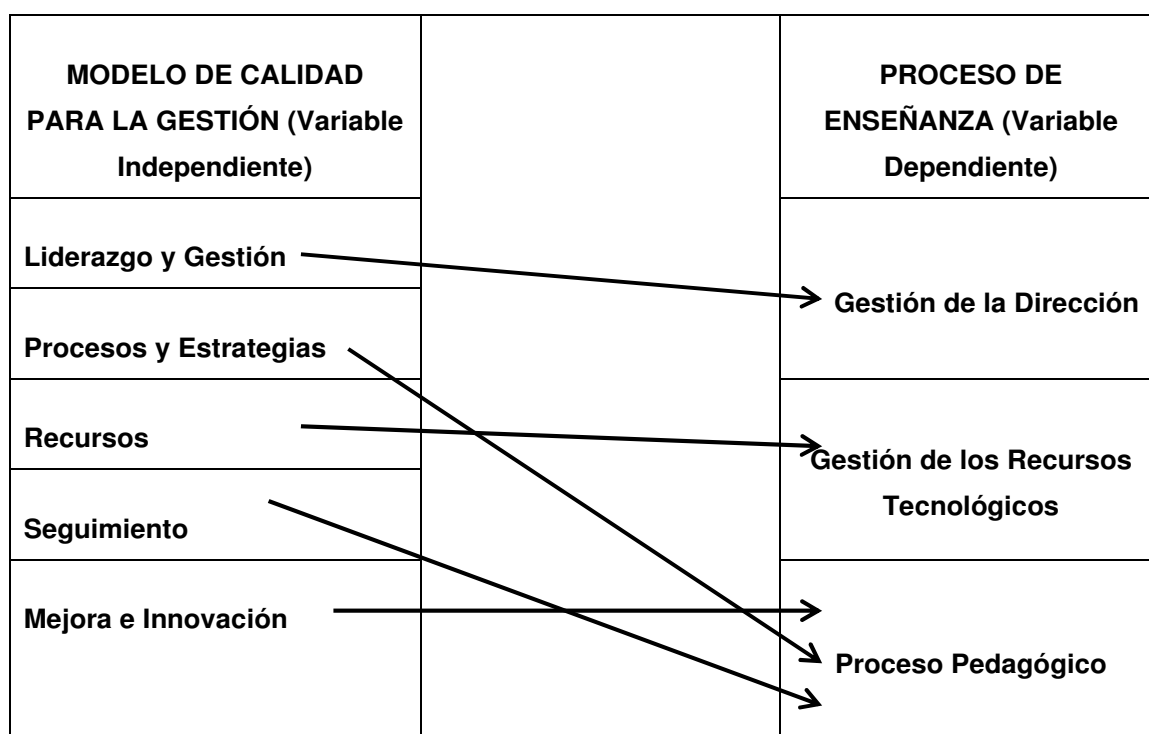 MODELO DE CALIDAD
PARA LA GESTIÓN (Variable
Independiente)
PROCESO DE
ENSEÑANZA (Variable
Dependiente)
Liderazgo y Gestión
Gestión de la Dirección
Procesos y Estrategias
Recursos
Gestión de los Recursos
Tecnológicos
Seguimiento
Mejora e Innovación
Proceso Pedagógico